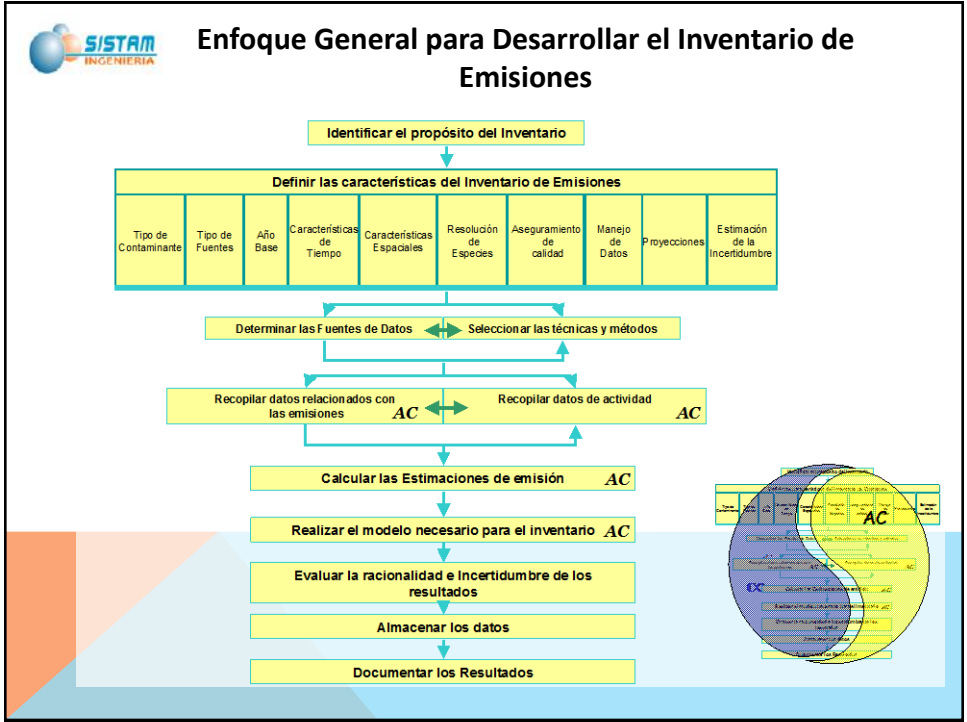 SISTAM
INGENIERIA
Enfoque General para Desarrollar el Inventario de
Emisiones
Identificar el propósito del Inventario
Definir las características del Inventario de Emisiones
Tipo de
Contaminante
Tipo de
Fuentes
Año
Base
Características
de
Tiempo
Características
Espaciales
Resolución
de
Especies
Aseguramiento
de
calidad
Manejo
de
Datos
Proyecciones
Estimación
de la
Incertidumbre
Determinar las Fuentes de Datos
Seleccionar las técnicas y métodos
Recopilar datos relacionados con
las emisiones AC
Recopilar datos de actividad
AC
Calcular las Estimaciones de emisión AC
Realizar el modelo necesario para el inventario AC
Evaluar la racionalidad e Incertidumbre de los
resultados
Almacenar los datos
Documentar los Resultados
AC